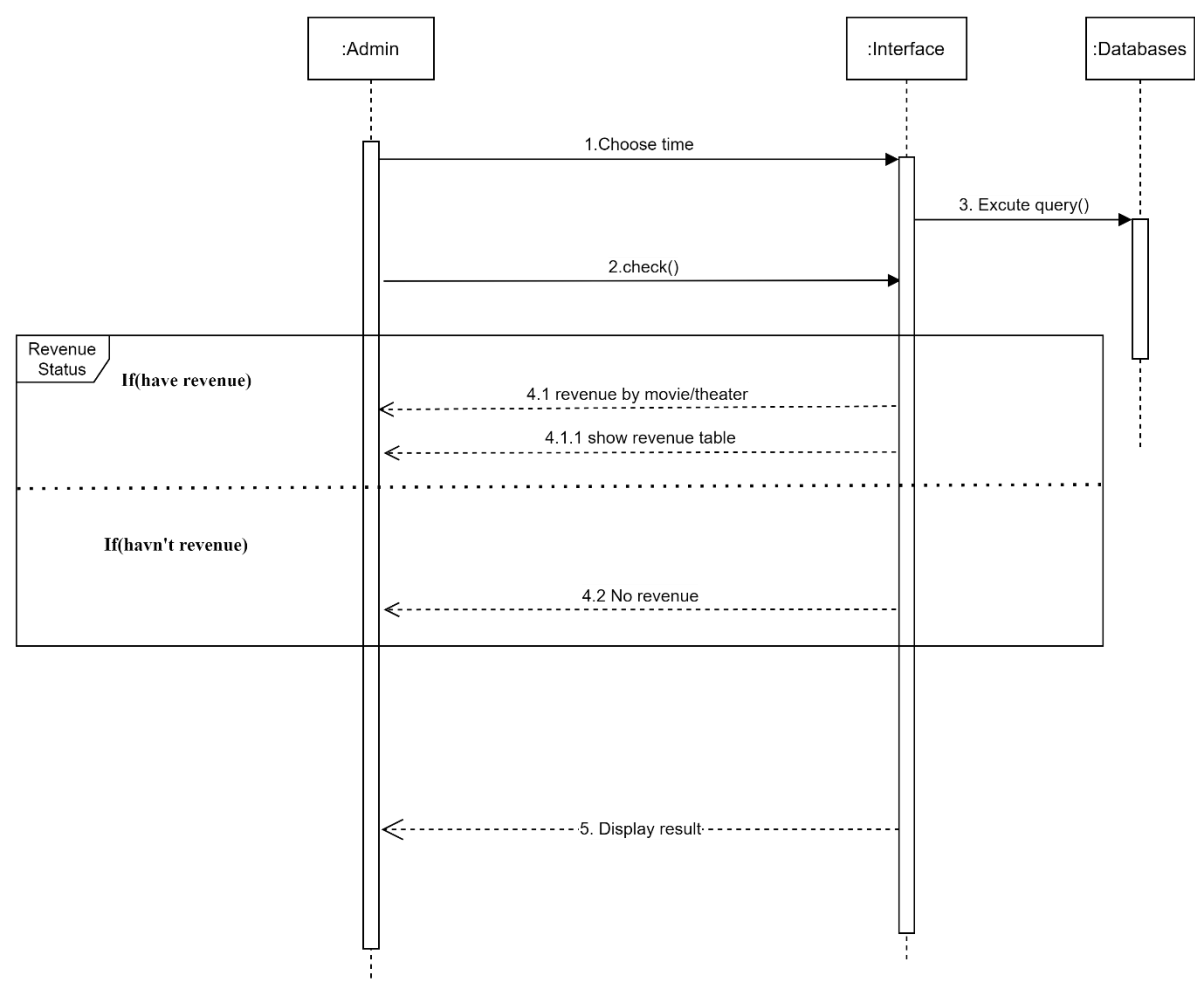 :Admin
:Interface
:Databases
1.Choose time
3. Excute query()
2.check()
Revenue
Status
If(have revenue)
4.1 revenue by movie/theater
4.1.1 show revenue table
If(havn't revenue)
4.2 No revenue
5. Display result